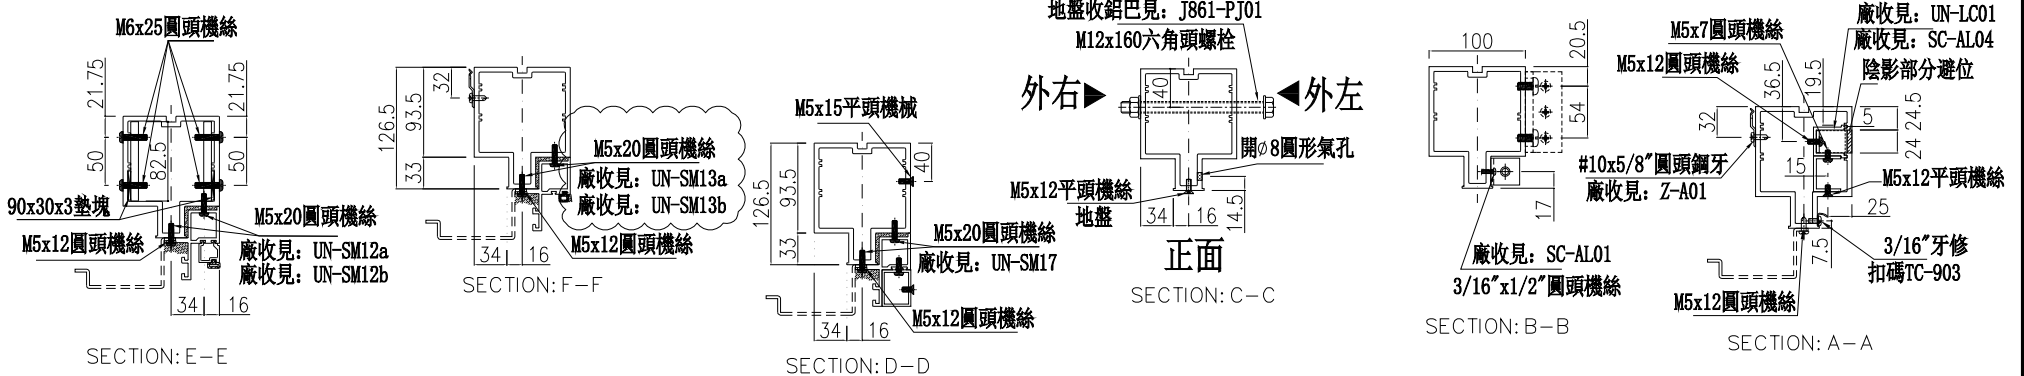 M6x25圓頭機絲
21.75
21.75
50
82.5
50
90x30x3墊塊
M5x20圓頭機絲
M5x12圓頭機絲
廠收見: UN-SM12a
廠收見: UN-SM12b
34
16
SECTION: E-E
126.5
93.5
32
33
M5x20圓頭機絲
廠收見: UN-SM13a
廠收見: UN-SM13b
M5x12圓頭機絲
34
16
SECTION: F-F
M5x15平頭機械
40
126.5
93.5
33
M5x20圓頭機絲
廠收見: UN-SM17
M5x12圓頭機絲
34
16
SECTION: D-D
地盤收鋁巴見: J861-PJ01
M12x160六角頭螺栓
40
外右
外左
開ø8圓形氣孔
M5x12平頭機絲
地盤
34
16
14.5
正面
SECTION: C-C
100
20.5
54
17
廠收見: SC-AL01
3/16"x1/2"圓頭機絲
SECTION: B-B
廠收見: UN-LC01
M5x7圓頭機絲
廠收見: SC-AL04
M5x12圓頭機絲
陰影部分避位
36.5
19.5
32
5
24.5
24
15
#10x5/8"圓頭鋼牙
廠收見: Z-A01
M5x12平頭機絲
25
7.5
3/16"牙修
扣碼TC-903
M5x12圓頭機絲
SECTION: A-A